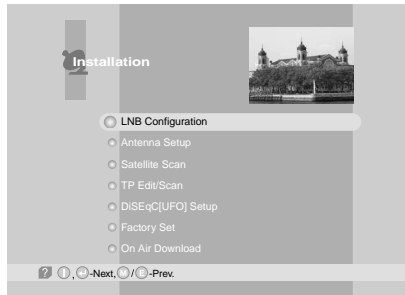 Installation
LNB Configuration
Antenna Setup
Satellite Scan
TP Edit/Scan
DiSEqC[UFO] Setup
Factory Set
On Air Download
? , -Next, M / E -Prev.